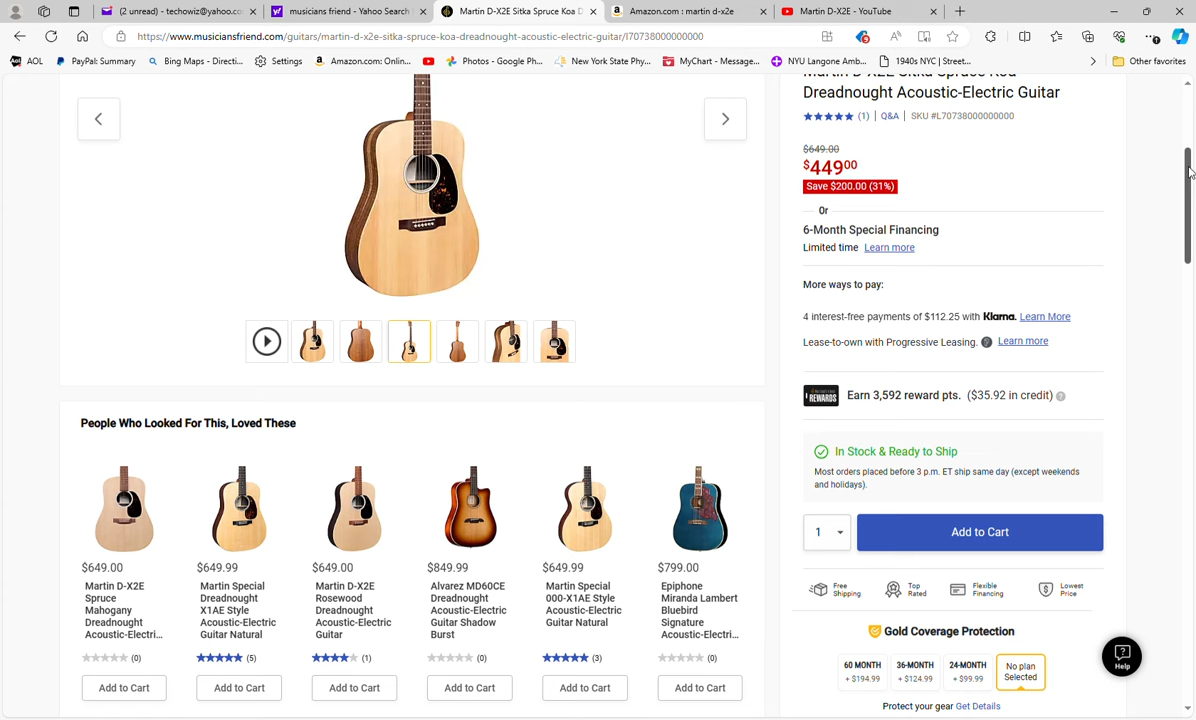 (2 unread) - techowiz@yahoo.co
musicians friend - Yahoo Search
Martin D-X2E Sitka Spruce Koa D
Amazon.com : martin d-x2e
Martin D-X2E - YouTube
https://www.musiciansfriend.com/guitars/martin-d-x2e-sitka-spruce-koa-dreadnought-acoustic-electric-guitar/l70738000000000
AOL
PayPal: Summary
Bing Maps - Directi...
Settings
Amazon.com: Onlin...
Photos - Google Ph...
New York State Phy...
MyChart - Message...
NYU Langone Amb...
1940s NYC | Street...
Other favorites
Martin D-X2E Sitka Spruce Koa
Dreadnought Acoustic-Electric Guitar
(1) | Q&A | SKU #L70738000000000
$649.00
$449.00
Save $200.00 (31%)
Or
6-Month Special Financing
Limited time Learn more
More ways to pay:
4 interest-free payments of $112.25 with Klarna. Learn More
Lease-to-own with Progressive Leasing. Learn more
REWARDS
Earn 3,592 reward pts. ($35.92 in credit) ?
In Stock & Ready to Ship
Most orders placed before 3 p.m. ET ship same day (except weekends
and holidays).
1
Add to Cart
Free
Shipping
Top
Rated
Flexible
Financing
Lowest
Price
Gold Coverage Protection
60 MONTH
+ $194.99
36-MONTH
+ $124.99
24-MONTH
+ $99.99
No plan
Selected
Protect your gear Get Details
Help
People Who Looked For This, Loved These
$649.00
Martin D-X2E
Spruce
Mahogany
Dreadnought
Acoustic-Electri...
(0)
Add to Cart
$649.99
Martin Special
Dreadnought
X1AE Style
Acoustic-Electric
Guitar Natural
(5)
Add to Cart
$649.00
Martin D-X2E
Rosewood
Dreadnought
Acoustic-Electric
Guitar
(1)
Add to Cart
$849.99
Alvarez MD60CE
Dreadnought
Acoustic-Electric
Guitar Shadow
Burst
(0)
Add to Cart
$649.99
Martin Special
000-X1AE Style
Acoustic-Electric
Guitar Natural
(3)
Add to Cart
$799.00
Epiphone
Miranda Lambert
Bluebird
Signature
Acoustic-Electri...
(0)
Add to Cart